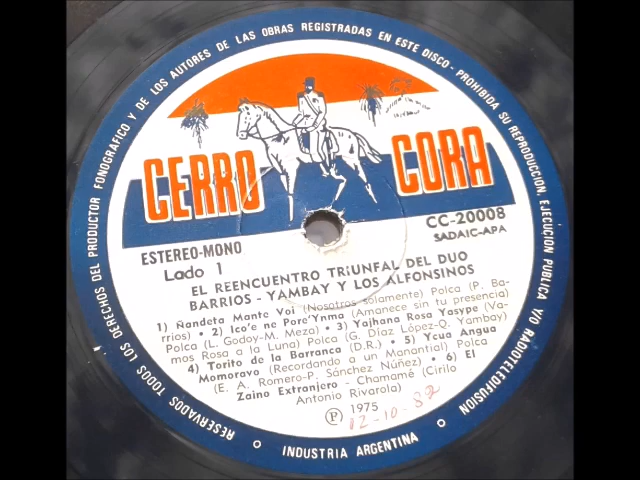 RESERVADOS TODOS LOS DERECHOS DEL PRODUCTOR FONOGRAFICO Y DE LOS AUTORES DE LAS OBRAS REGISTRADAS EN ESTE DISCO - PROHIBIDA SU REPRODUCCION, EJECUCION PUBLICA Y/O RADIOTELEDIFUSION
CERRO CORA
ESTEREO-MONO
Lado 1
CC-20008
SADAIC-APA
EL REENCUENTRO TRIUNFAL DEL DUO
BARRIOS - YAMBAY Y LOS ALFONSINOS
1) Ñandeta Mante Voi (Nosotros solamente) Polca (P. Ba-
rrios) - 2) Ico'e ne Pore'Ynma (Amanece sin tu presencia)
Polca (L. Godoy-M. Meza) - 3) Yajhana Rosa Yasype (Va-
mos Rosa a la Luna) Polca (G. Díaz López-Q. Yambay)
4) Torito de la Barranca (D.R.) - 5) Ycua Angua
Momoravo (Recordando a un Manantial) Polca
(E. A. Romero-P. Sánchez Núñez) - 6) El
Zaino Extranjero - Chamamé (Cirilo
Antonio Rivarola)
Ⓟ 1975
12-10-82
INDUSTRIA ARGENTINA